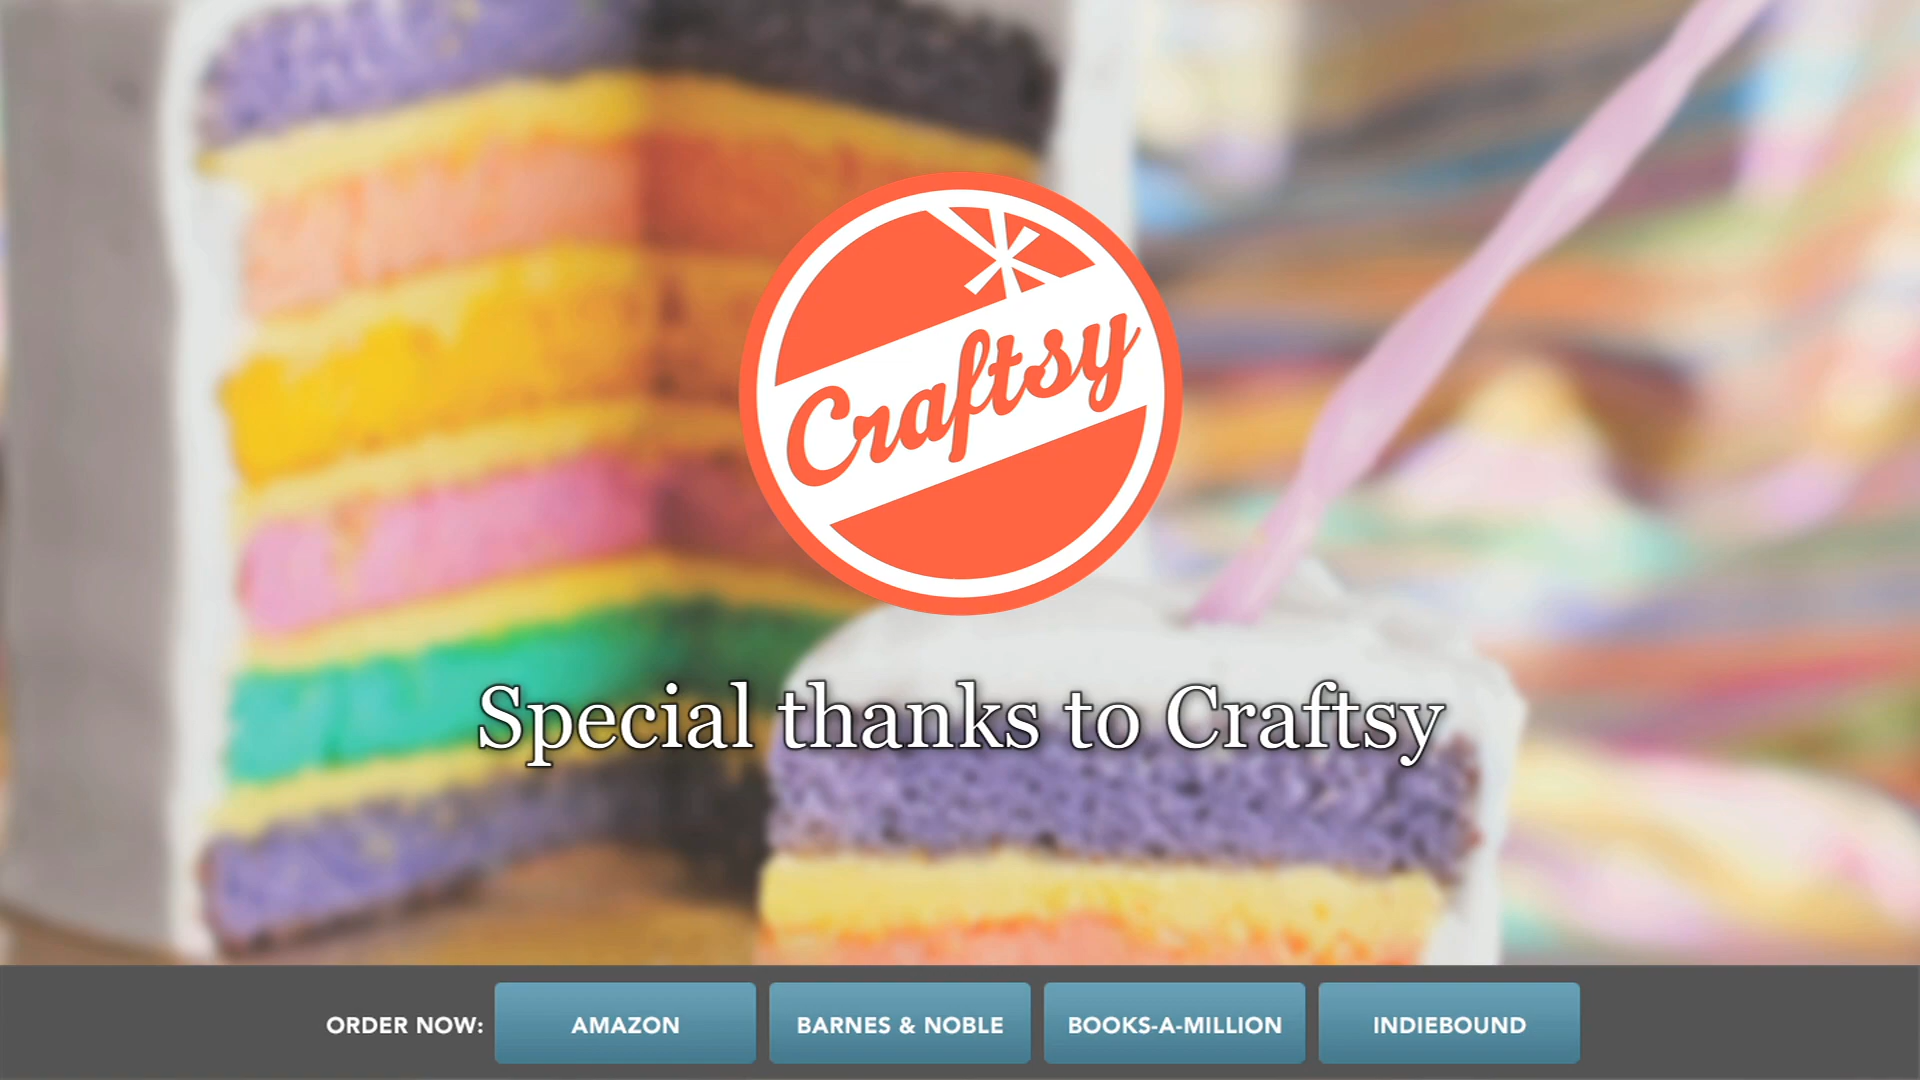 Craftsy
Special thanks to Craftsy
ORDER NOW: AMAZON BARNES & NOBLE BOOKS-A-MILLION INDIEBOUND